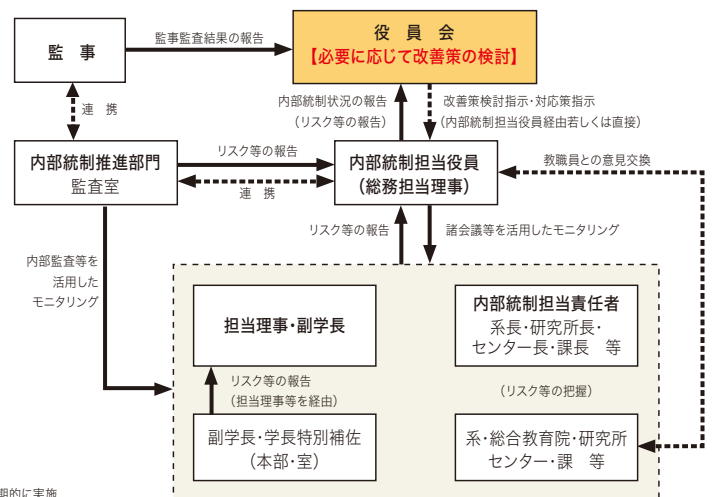 役　員　会
【必要に応じて改善策の検討】
監　事
監事監査結果の報告
連　携
内部統制状況の報告
（リスク等の報告）
改善策検討指示・対応策指示
（内部統制担当役員経由若しくは直接）
内部統制推進部門
監査室
リスク等の報告
連　携
内部統制担当役員
（総務担当理事）
教職員との意見交換
リスク等の報告
諸会議等を活用したモニタリング
内部監査等を
活用した
モニタリング
担当理事・副学長
内部統制担当責任者
系長・研究所長・
センター長・課長　等
リスク等の報告
（担当理事等を経由）
（リスク等の把握）
副学長・学長特別補佐
（本部・室）
系・総合教育院・研究所
センター・課　等
期的に実施